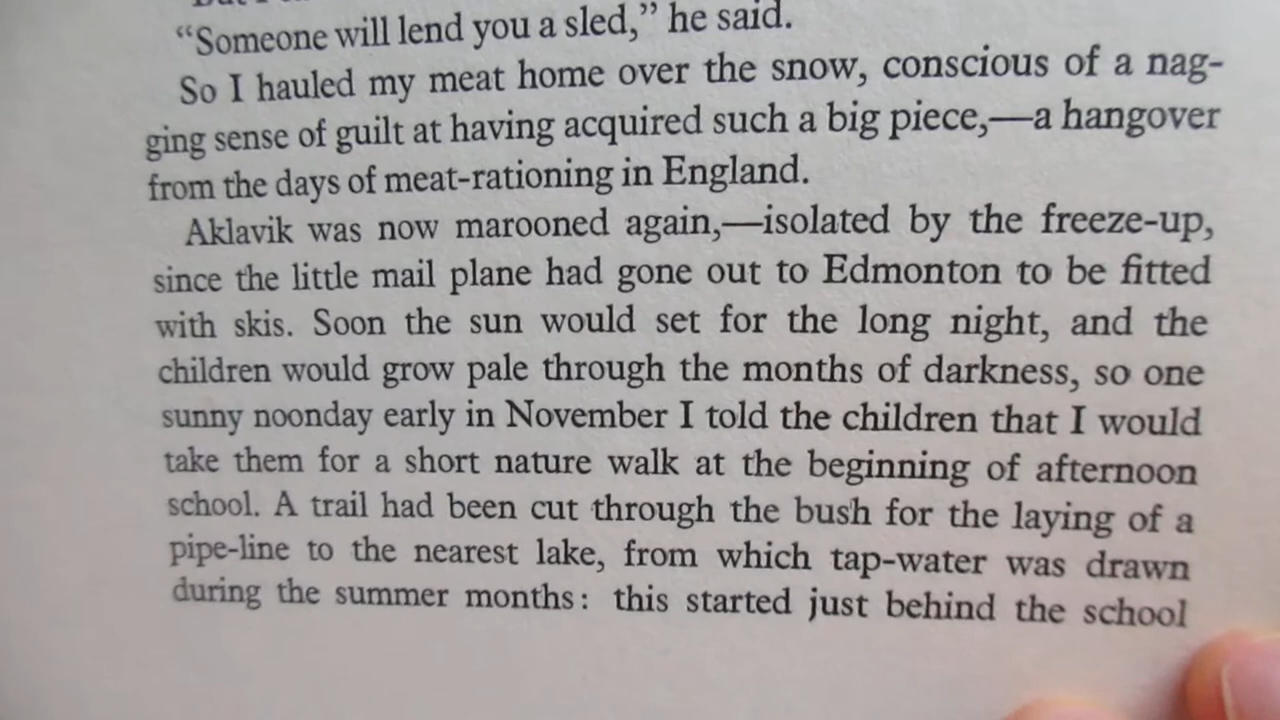 “Someone will lend you a sled,” he said.
So I hauled my meat home over the snow, conscious of a nag-
ging sense of guilt at having acquired such a big piece,—a hangover
from the days of meat-rationing in England.
Aklavik was now marooned again,—isolated by the freeze-up,
since the little mail plane had gone out to Edmonton to be fitted
with skis. Soon the sun would set for the long night, and the
children would grow pale through the months of darkness, so one
sunny noonday early in November I told the children that I would
take them for a short nature walk at the beginning of afternoon
school. A trail had been cut through the bush for the laying of a
pipe-line to the nearest lake, from which tap-water was drawn
during the summer months: this started just behind the school